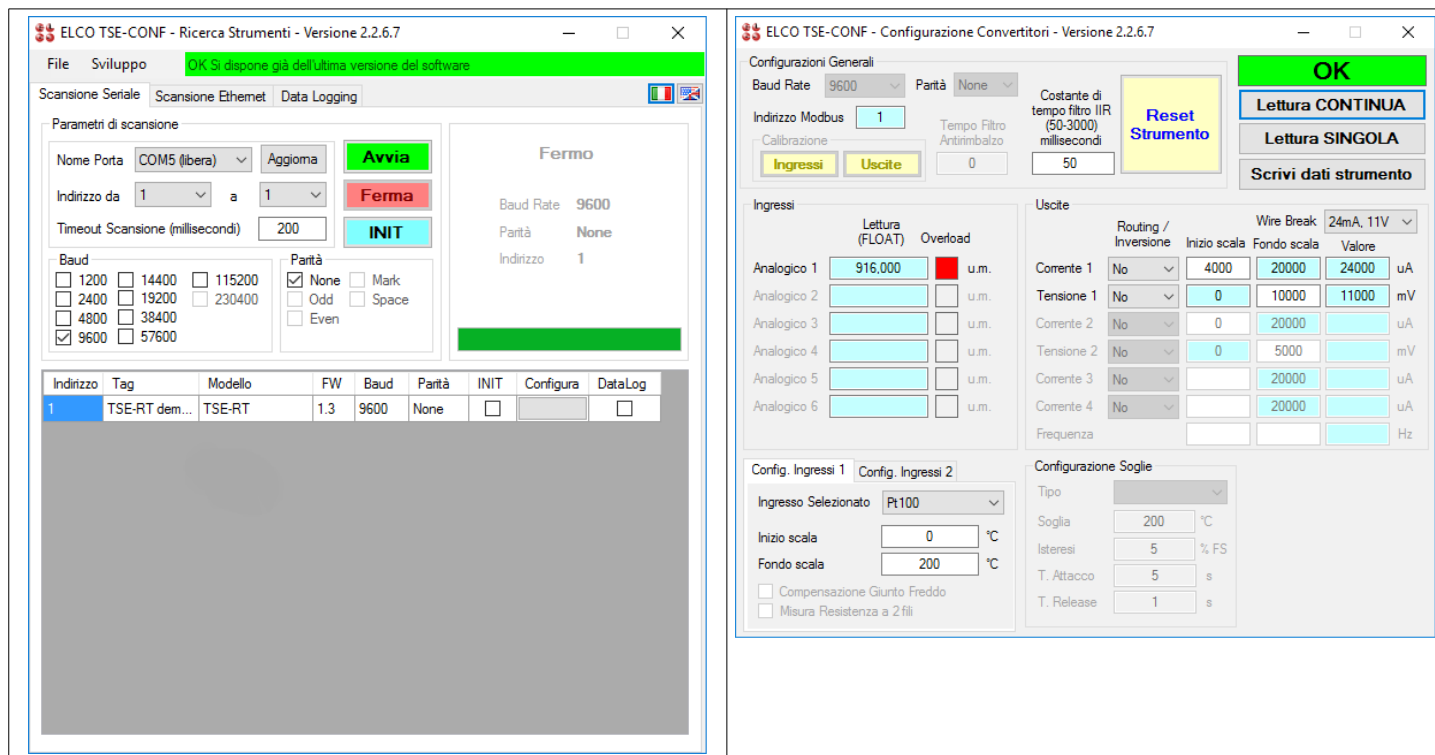 ELCO TSE-CONF - Ricerca Strumenti - Versione 2.2.6.7
File Sviluppo OK Si dispone già dell'ultima versione del software
Scansione Seriale Scansione Ethernet Data Logging
Parametri di scansione
Nome Porta COM5 (libera) Aggiorna Avvia
Indirizzo da 1 a 1 Ferma
Timeout Scansione (millisecondi) 200 INIT
Baud Parità
1200 14400 115200 None Mark
2400 19200 230400 Odd Space
4800 38400 Even
9600 57600
Fermo
Baud Rate 9600
Parità None
Indirizzo 1
Indirizzo Tag Modello FW Baud Parità INIT Configura DataLog
1 TSE-RT dem... TSE-RT 1.3 9600 None
ELCO TSE-CONF - Configurazione Convertitori - Versione 2.2.6.7
Configurazioni Generali
Baud Rate 9600 Parità None
Indirizzo Modbus 1
Calibrazione
Ingressi Uscite
Tempo Filtro
Antirimbalzo
0
Costante di
tempo filtro IIR
(50-3000)
millisecondi
50
Reset
Strumento
OK
Lettura CONTINUA
Lettura SINGOLA
Scrivi dati strumento
Ingressi
Lettura
(FLOAT) Overload
Analogico 1 916,000 u.m.
Analogico 2 u.m.
Analogico 3 u.m.
Analogico 4 u.m.
Analogico 5 u.m.
Analogico 6 u.m.
Uscite
Wire Break 24mA, 11V
Routing /
Inversione Inizio scala Fondo scala Valore
Corrente 1 No 4000 20000 24000 uA
Tensione 1 No 0 10000 11000 mV
Corrente 2 No 0 20000 uA
Tensione 2 No 0 5000 mV
Corrente 3 No 20000 uA
Corrente 4 No 20000 uA
Frequenza Hz
Config. Ingressi 1 Config. Ingressi 2
Ingresso Selezionato Pt100
Inizio scala 0 °C
Fondo scala 200 °C
Compensazione Giunto Freddo
Misura Resistenza a 2 fili
Configurazione Soglie
Tipo
Soglia 200 °C
Isteresi 5 % FS
T. Attacco 5 s
T. Release 1 s